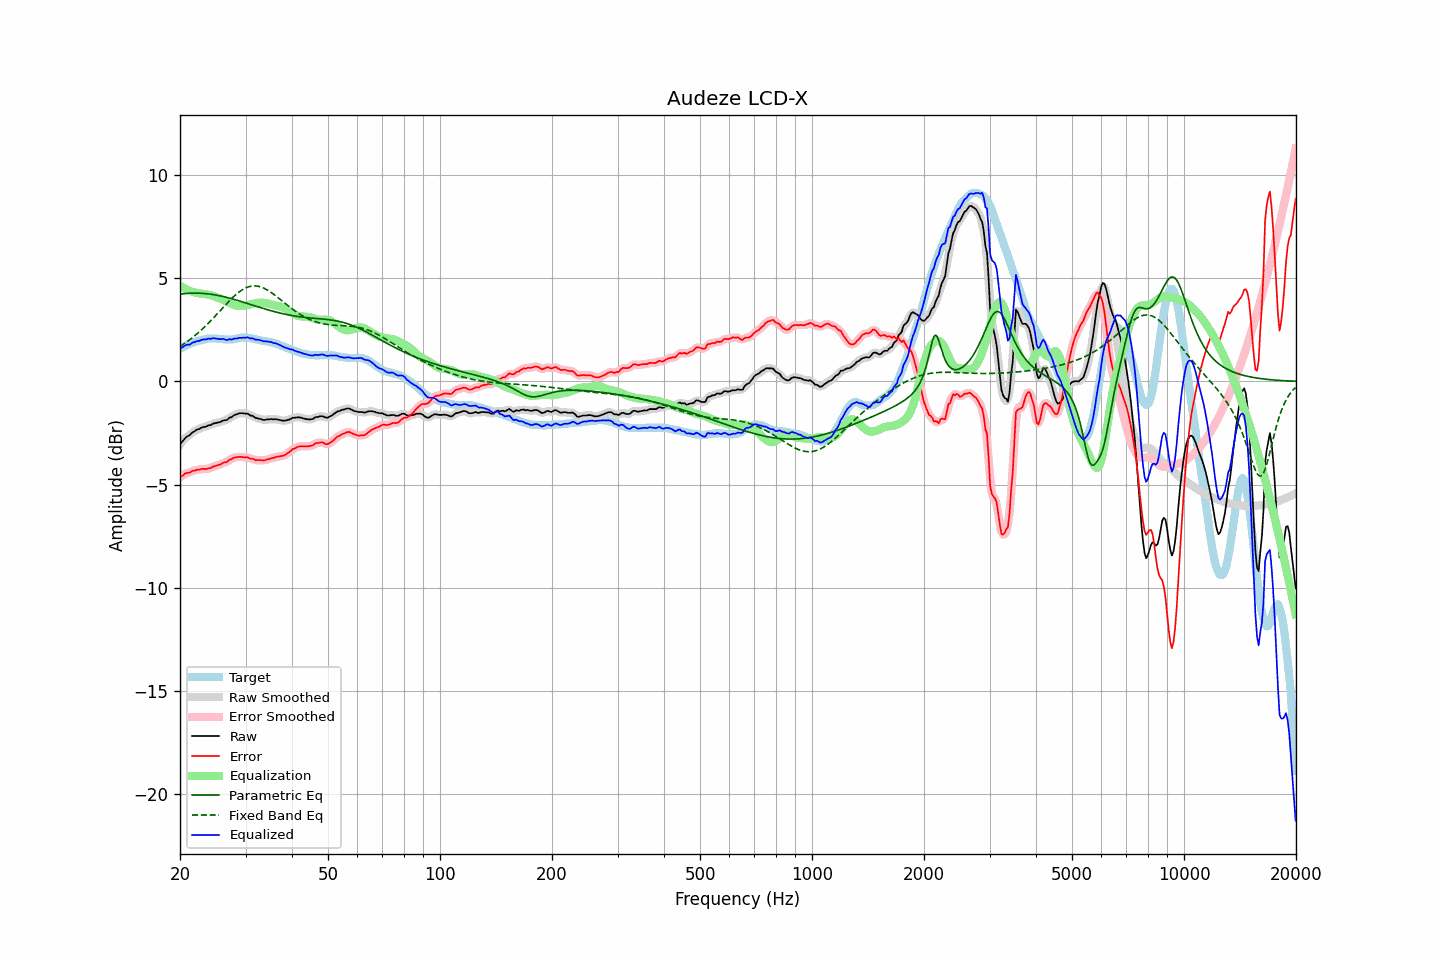 Audeze LCD-X
Amplitude (dBr)
10
5
0
−5
−10
−15
−20
Target
Raw Smoothed
Error Smoothed
Raw
Error
Equalization
Parametric Eq
Fixed Band Eq
Equalized
20 50 100 200 500 1000 2000 5000 10000 20000
Frequency (Hz)